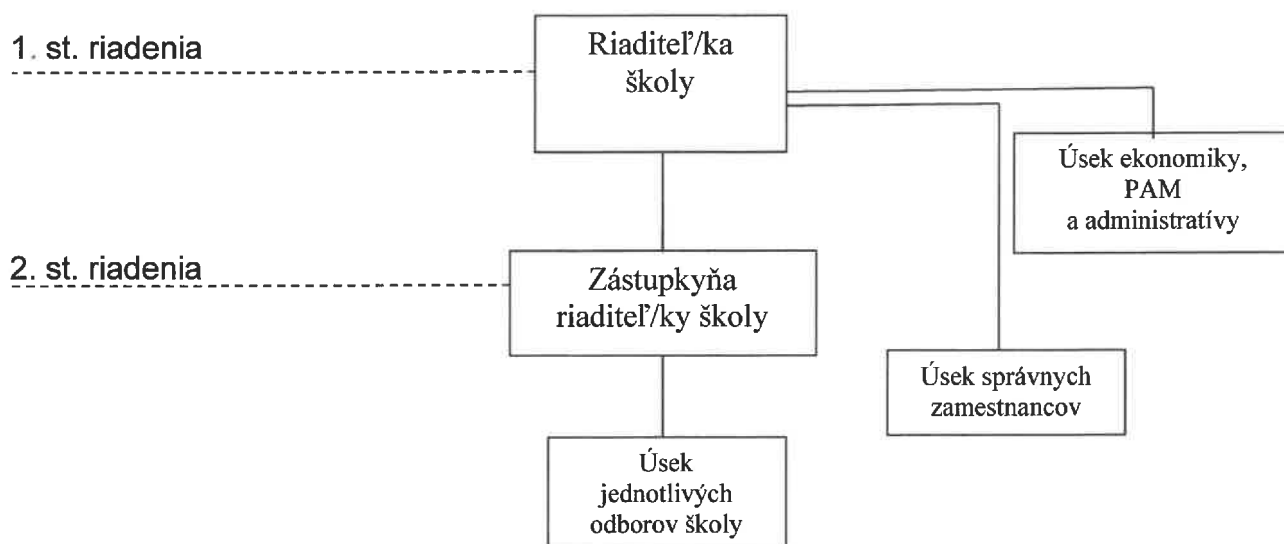 1. st. riadenia
Riaditeľ/ka
školy
Úsek ekonomiky,
PAM
a administratívy
2. st. riadenia
Zástupkyňa
riaditeľ/ky školy
Úsek správnych
zamestnancov
Úsek
jednotlivých
odborov školy